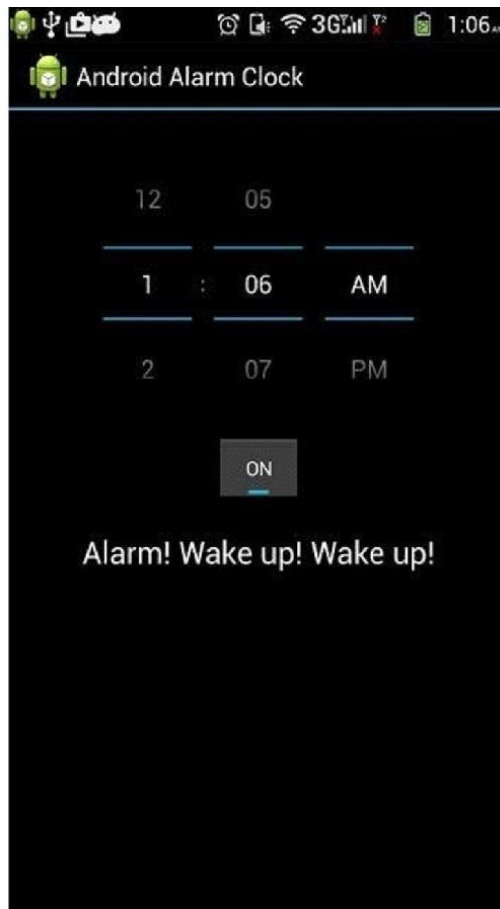 3G 1:06
Android Alarm Clock
12 05
1 : 06 AM
2 07 PM
ON
Alarm! Wake up! Wake up!